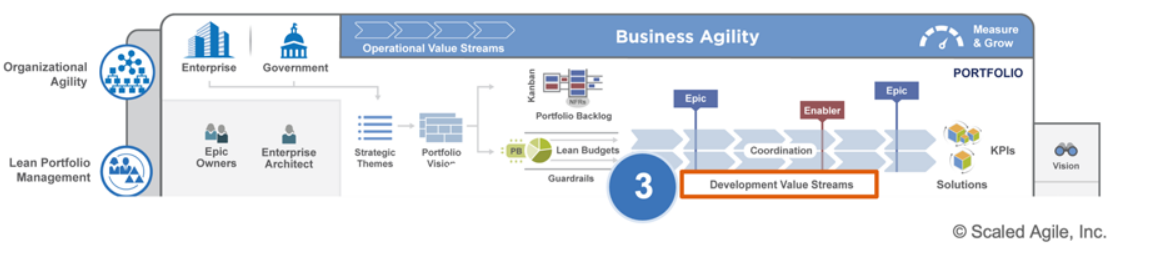 Operational Value Streams
Business Agility
Measure
& Grow
Organizational
Agility
Enterprise
Government
PORTFOLIO
Kanban
NFRs
Portfolio Backlog
Epic
Enabler
Epic
Epic
Owners
Enterprise
Architect
Strategic
Themes
Portfolio
Vision
PB
Lean Budgets
Guardrails
Coordination
KPIs
Vision
Lean Portfolio
Management
3
Development Value Streams
Solutions
© Scaled Agile, Inc.